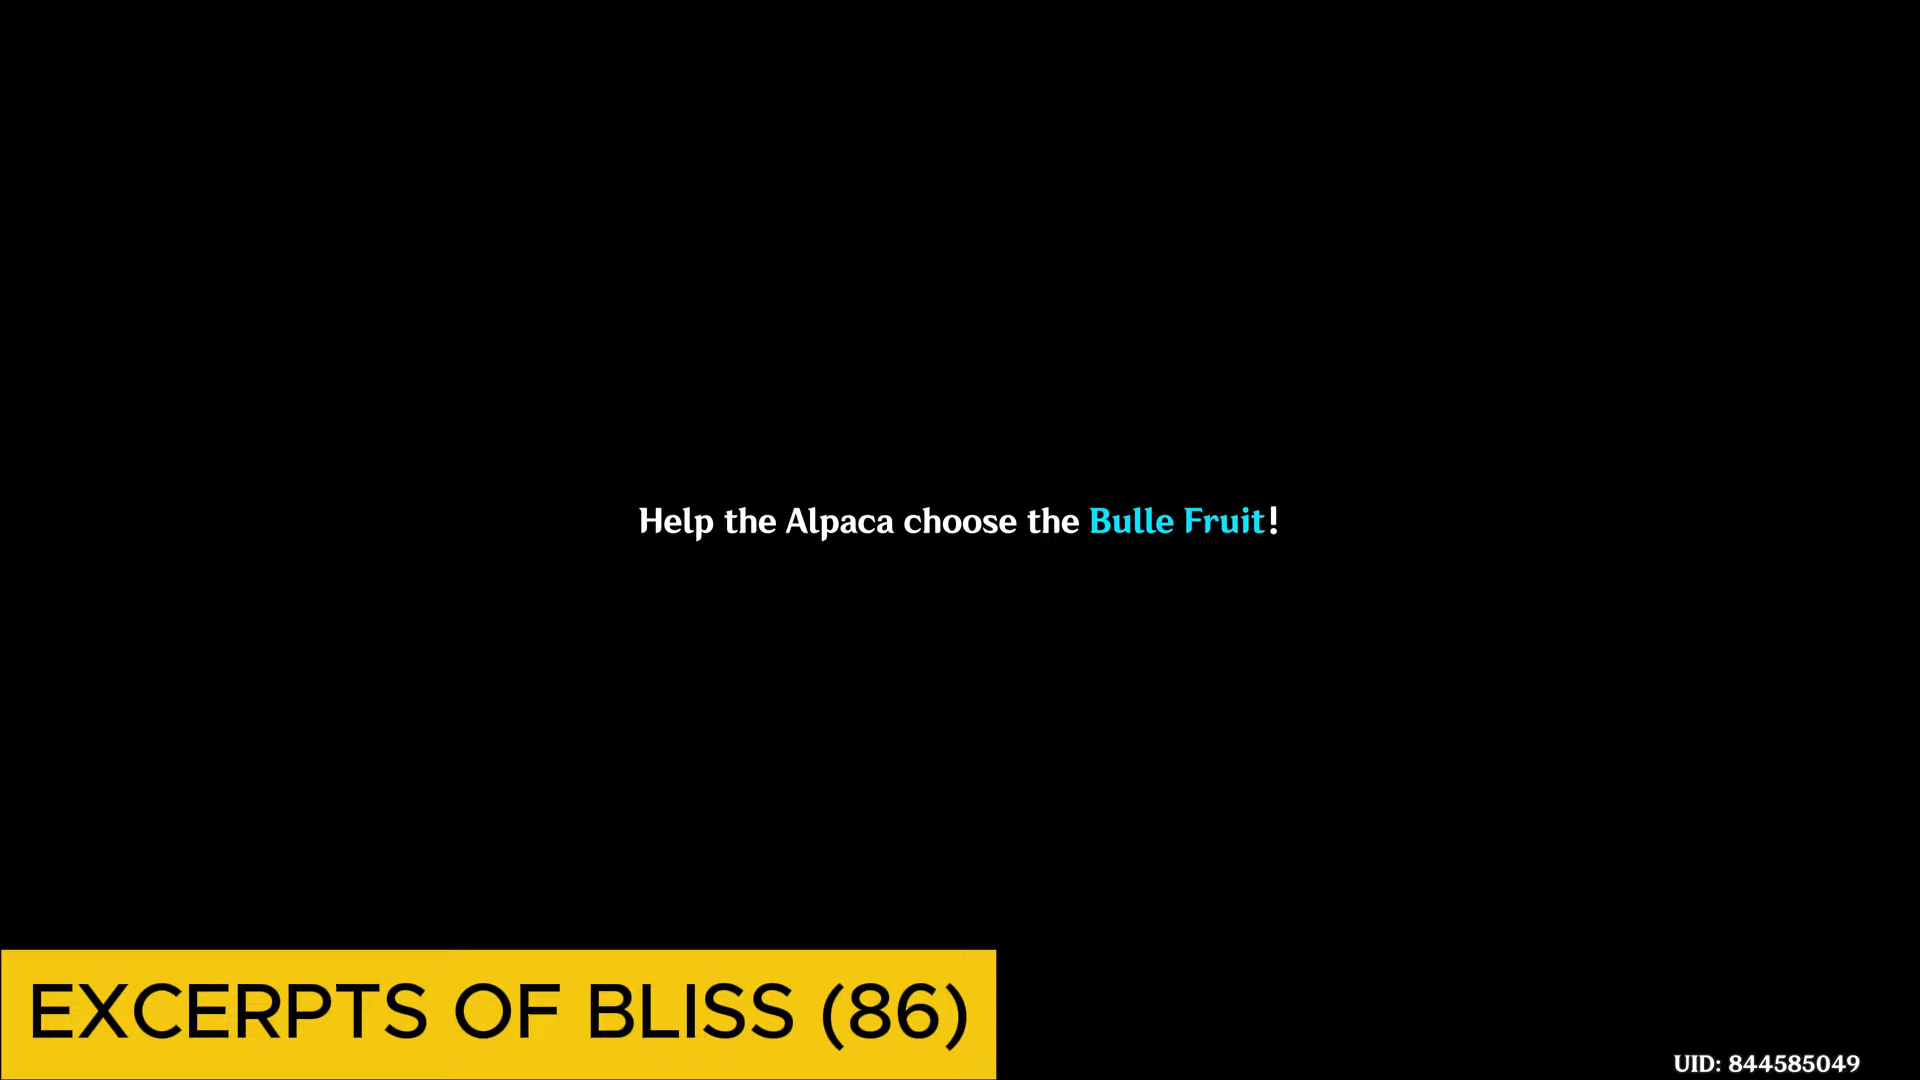 Help the Alpaca choose the Bulle Fruit!
EXCERPTS OF BLISS (86)
UID: 844585049